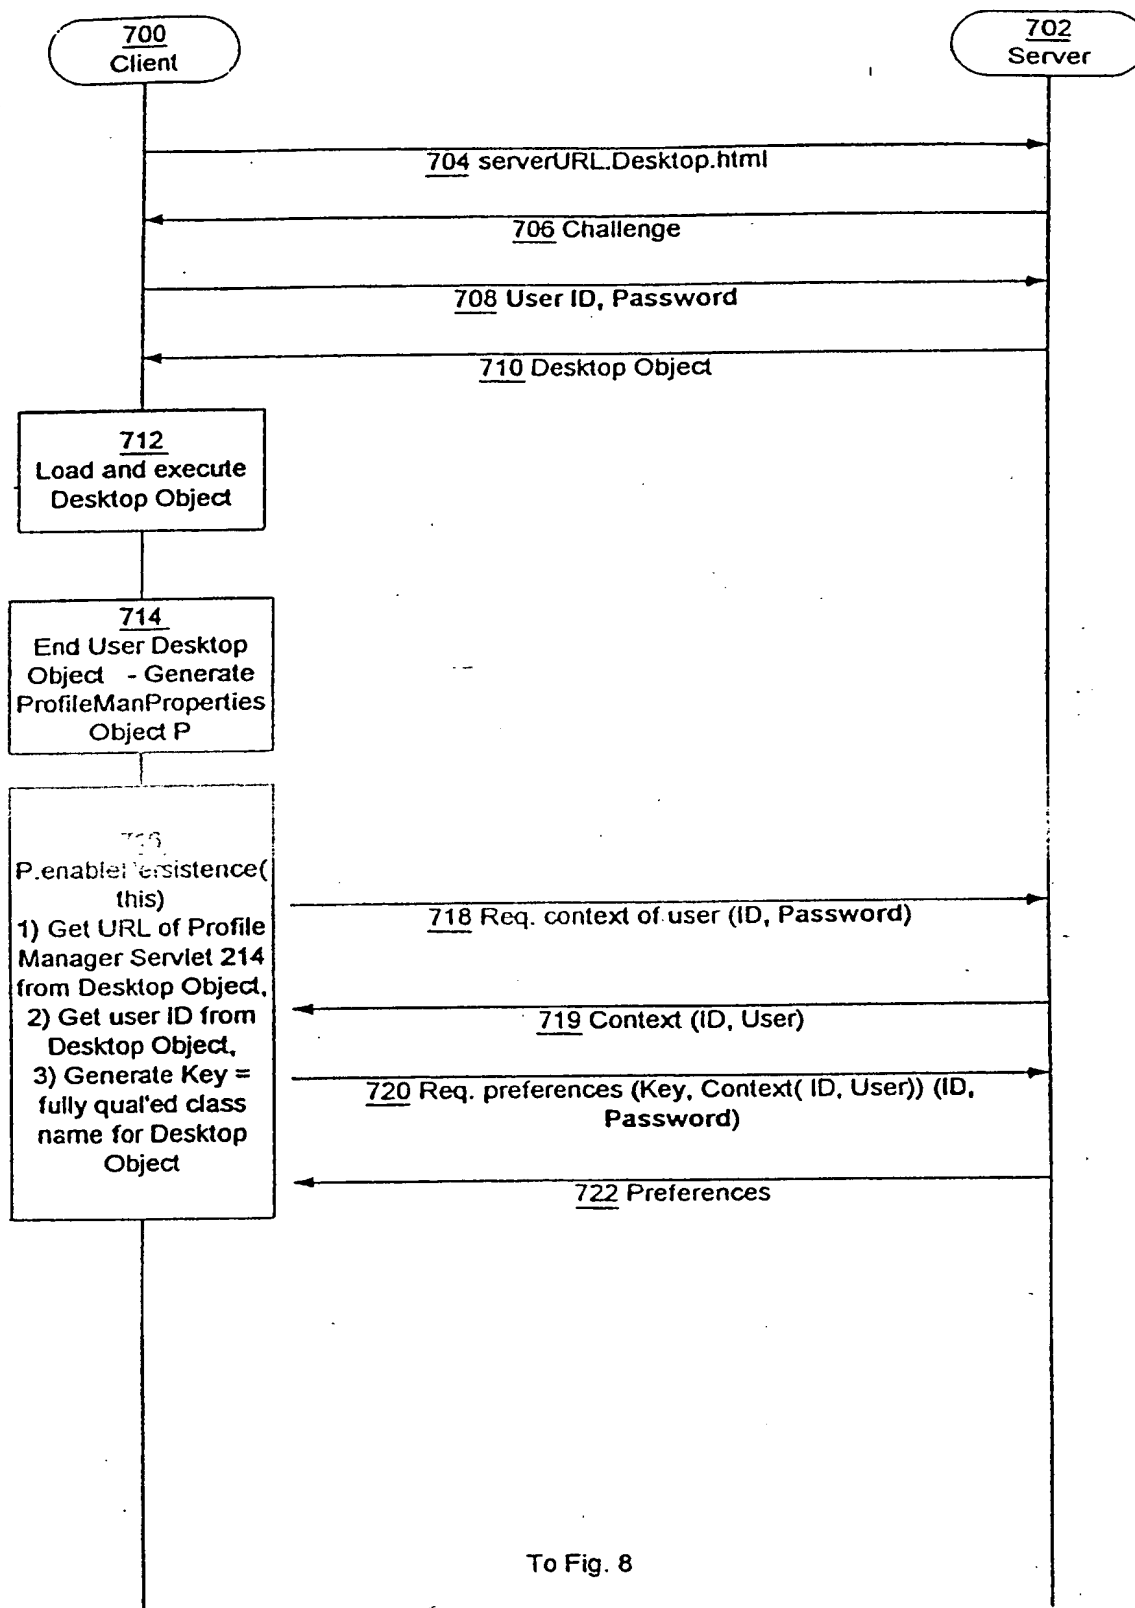 700
Client
702
Server
704 serverURL.Desktop.html
706 Challenge
708 User ID, Password
710 Desktop Object
712
Load and execute
Desktop Object
714
End User Desktop
Object - Generate
ProfileManProperties
Object P
P.enablePersistence(
this)
1) Get URL of Profile
Manager Servlet 214
from Desktop Object,
2) Get user ID from
Desktop Object,
3) Generate Key =
fully qual'ed class
name for Desktop
Object
718 Req. context of user (ID, Password)
719 Context (ID, User)
720 Req. preferences (Key, Context( ID, User)) (ID,
Password)
722 Preferences
To Fig. 8